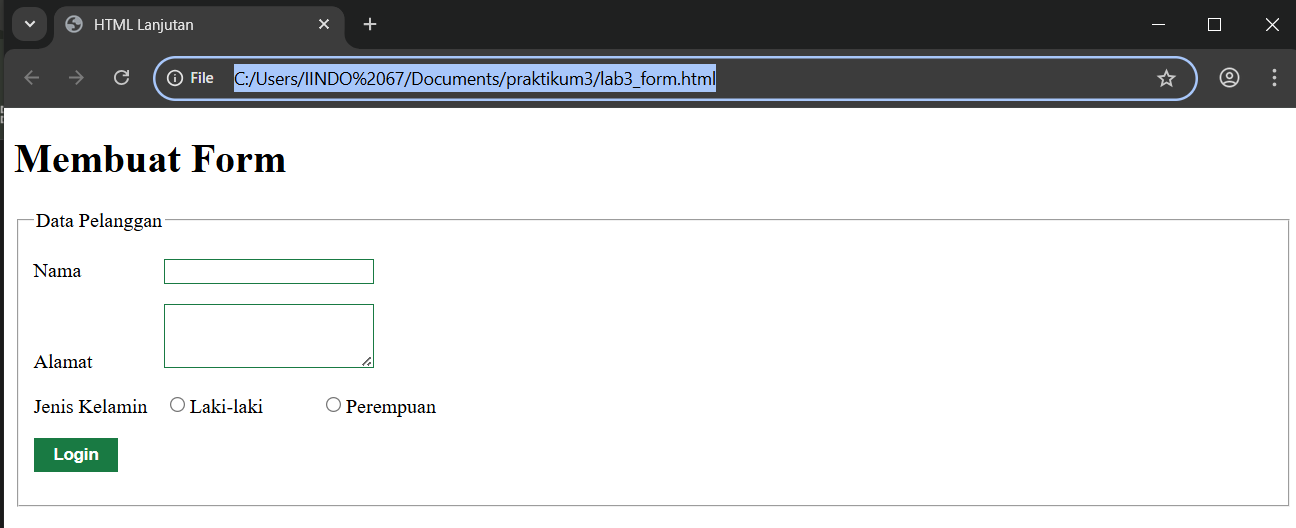 HTML Lanjutan
File C:/Users/IINDO%2067/Documents/praktikum3/lab3_form.html
Membuat Form
Data Pelanggan
Nama
Alamat
Jenis Kelamin Laki-laki Perempuan
Login